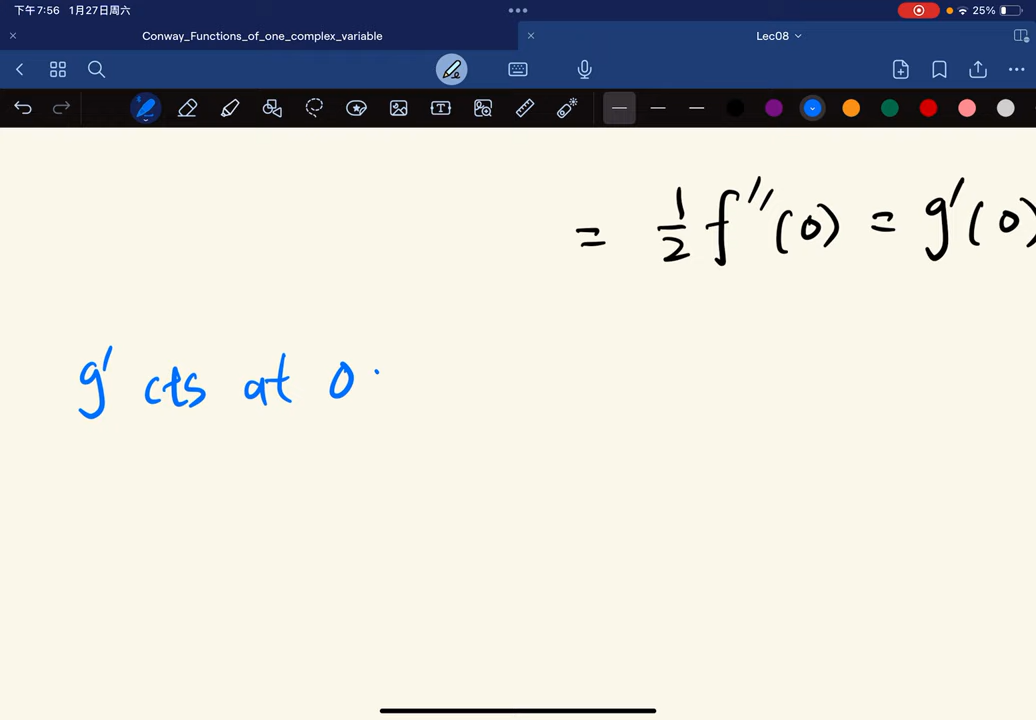 下午7:56 1月27日周六
25%
Conway_Functions_of_one_complex_variable
Lec08
= 1/2 f''(0) = g'(0)
g' cts at 0.